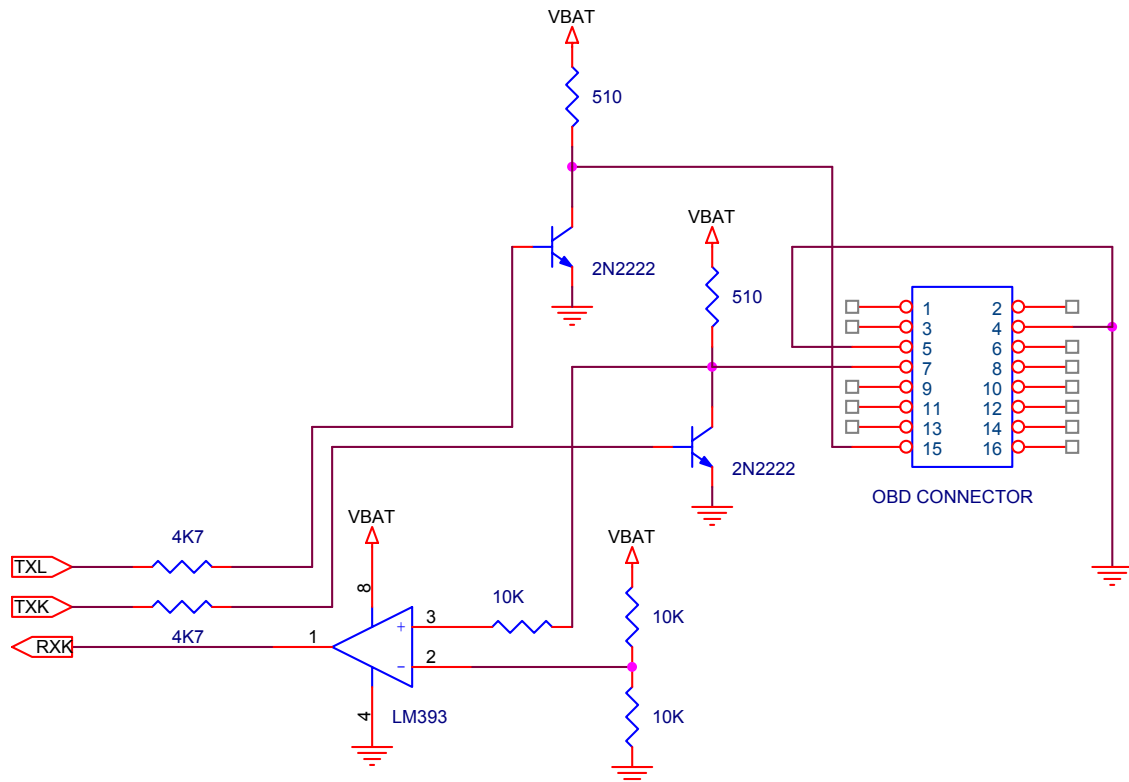 VBAT
510
2N2222
VBAT
510
2N2222
1 2
3 4
5 6
7 8
9 10
11 12
13 14
15 16
OBD CONNECTOR
4K7
TXL
TXK
4K7
RXK
VBAT
8
1
3
+
2
−
4
LM393
10K
VBAT
10K
10K